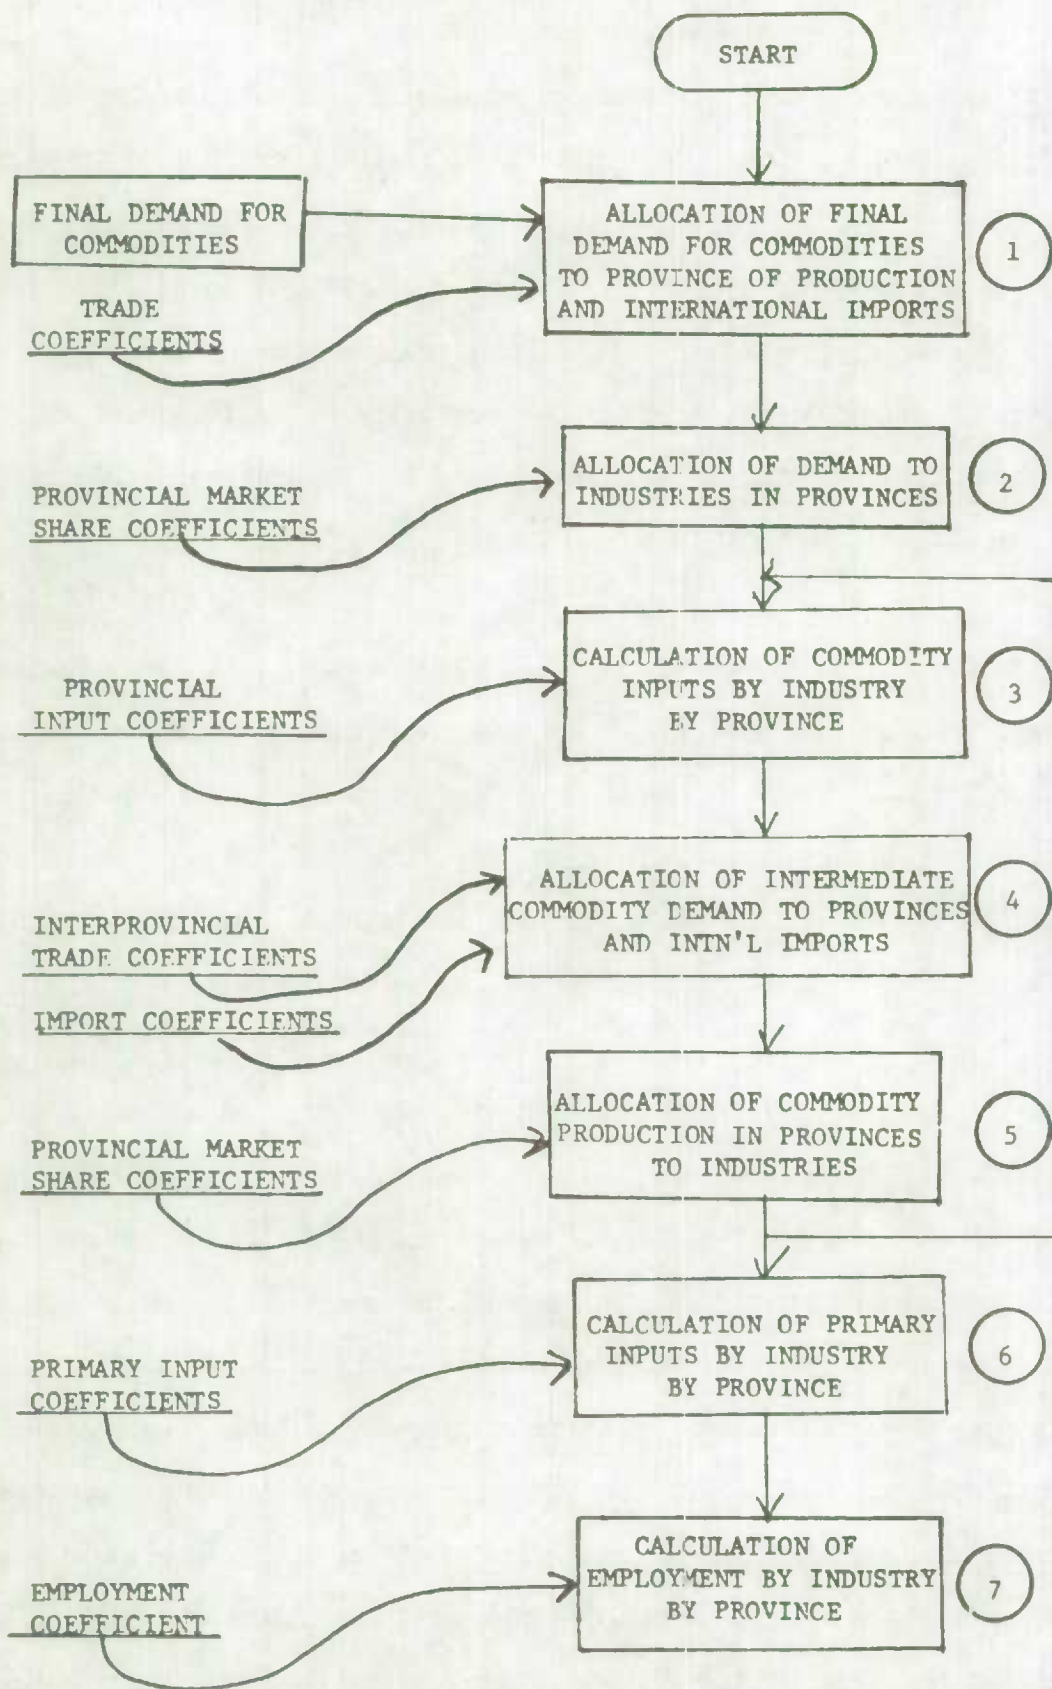 START
FINAL DEMAND FOR
COMMODITIES
ALLOCATION OF FINAL
DEMAND FOR COMMODITIES
TO PROVINCE OF PRODUCTION
AND INTERNATIONAL IMPORTS
1
TRADE
COEFFICIENTS
ALLOCATION OF DEMAND TO
INDUSTRIES IN PROVINCES
2
PROVINCIAL MARKET
SHARE COEFFICIENTS
CALCULATION OF COMMODITY
INPUTS BY INDUSTRY
BY PROVINCE
3
PROVINCIAL
INPUT COEFFICIENTS
ALLOCATION OF INTERMEDIATE
COMMODITY DEMAND TO PROVINCES
AND INTN'L IMPORTS
4
INTERPROVINCIAL
TRADE COEFFICIENTS
IMPORT COEFFICIENTS
ALLOCATION OF COMMODITY
PRODUCTION IN PROVINCES
TO INDUSTRIES
5
PROVINCIAL MARKET
SHARE COEFFICIENTS
CALCULATION OF PRIMARY
INPUTS BY INDUSTRY
BY PROVINCE
6
PRIMARY INPUT
COEFFICIENTS
CALCULATION OF
EMPLOYMENT BY INDUSTRY
BY PROVINCE
7
EMPLOYMENT
COEFFICIENT